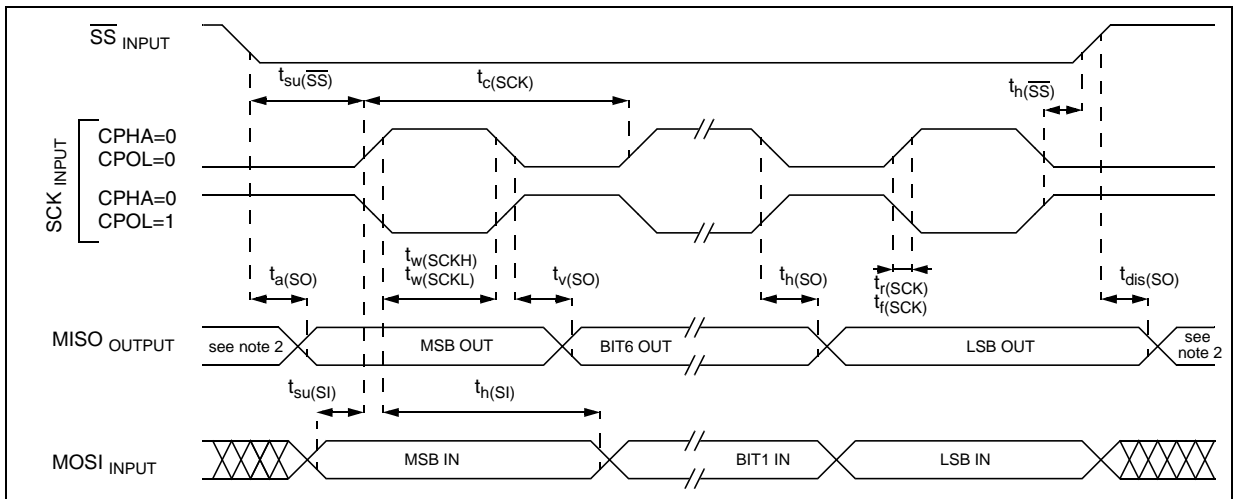 SS INPUT
tsu(SS)
tc(SCK)
th(SS)
SCK INPUT
CPHA=0
CPOL=0
CPHA=0
CPOL=1
ta(SO)
tw(SCKH)
tw(SCKL)
tv(SO)
th(SO)
tr(SCK)
tf(SCK)
tdis(SO)
MISO OUTPUT
see note 2
MSB OUT
BIT6 OUT
LSB OUT
see
note 2
tsu(SI)
th(SI)
MOSI INPUT
MSB IN
BIT1 IN
LSB IN